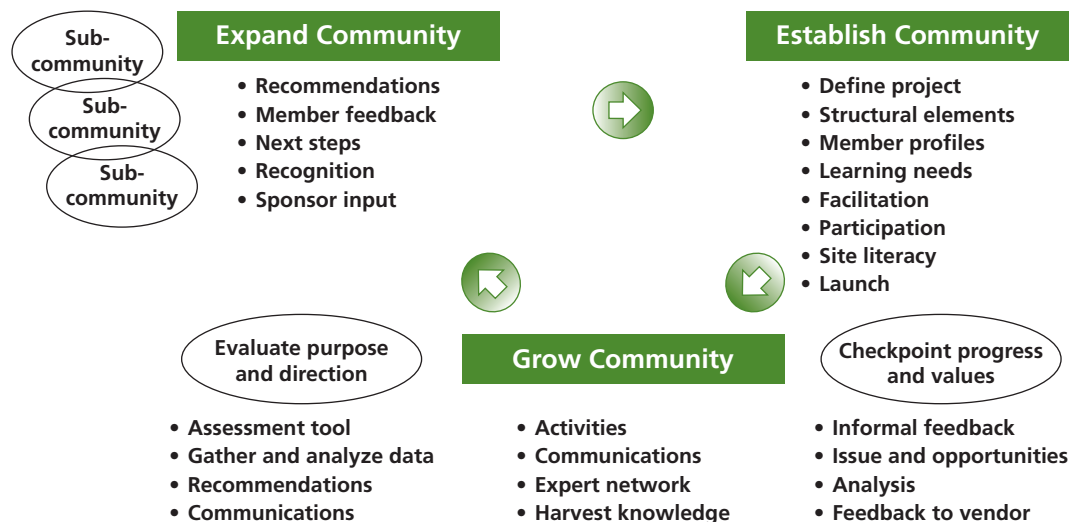 Sub-
community
Sub-
community
Sub-
community
Expand Community
• Recommendations
• Member feedback
• Next steps
• Recognition
• Sponsor input
Establish Community
• Define project
• Structural elements
• Member profiles
• Learning needs
• Facilitation
• Participation
• Site literacy
• Launch
Evaluate purpose
and direction
• Assessment tool
• Gather and analyze data
• Recommendations
• Communications
Grow Community
• Activities
• Communications
• Expert network
• Harvest knowledge
Checkpoint progress
and values
• Informal feedback
• Issue and opportunities
• Analysis
• Feedback to vendor